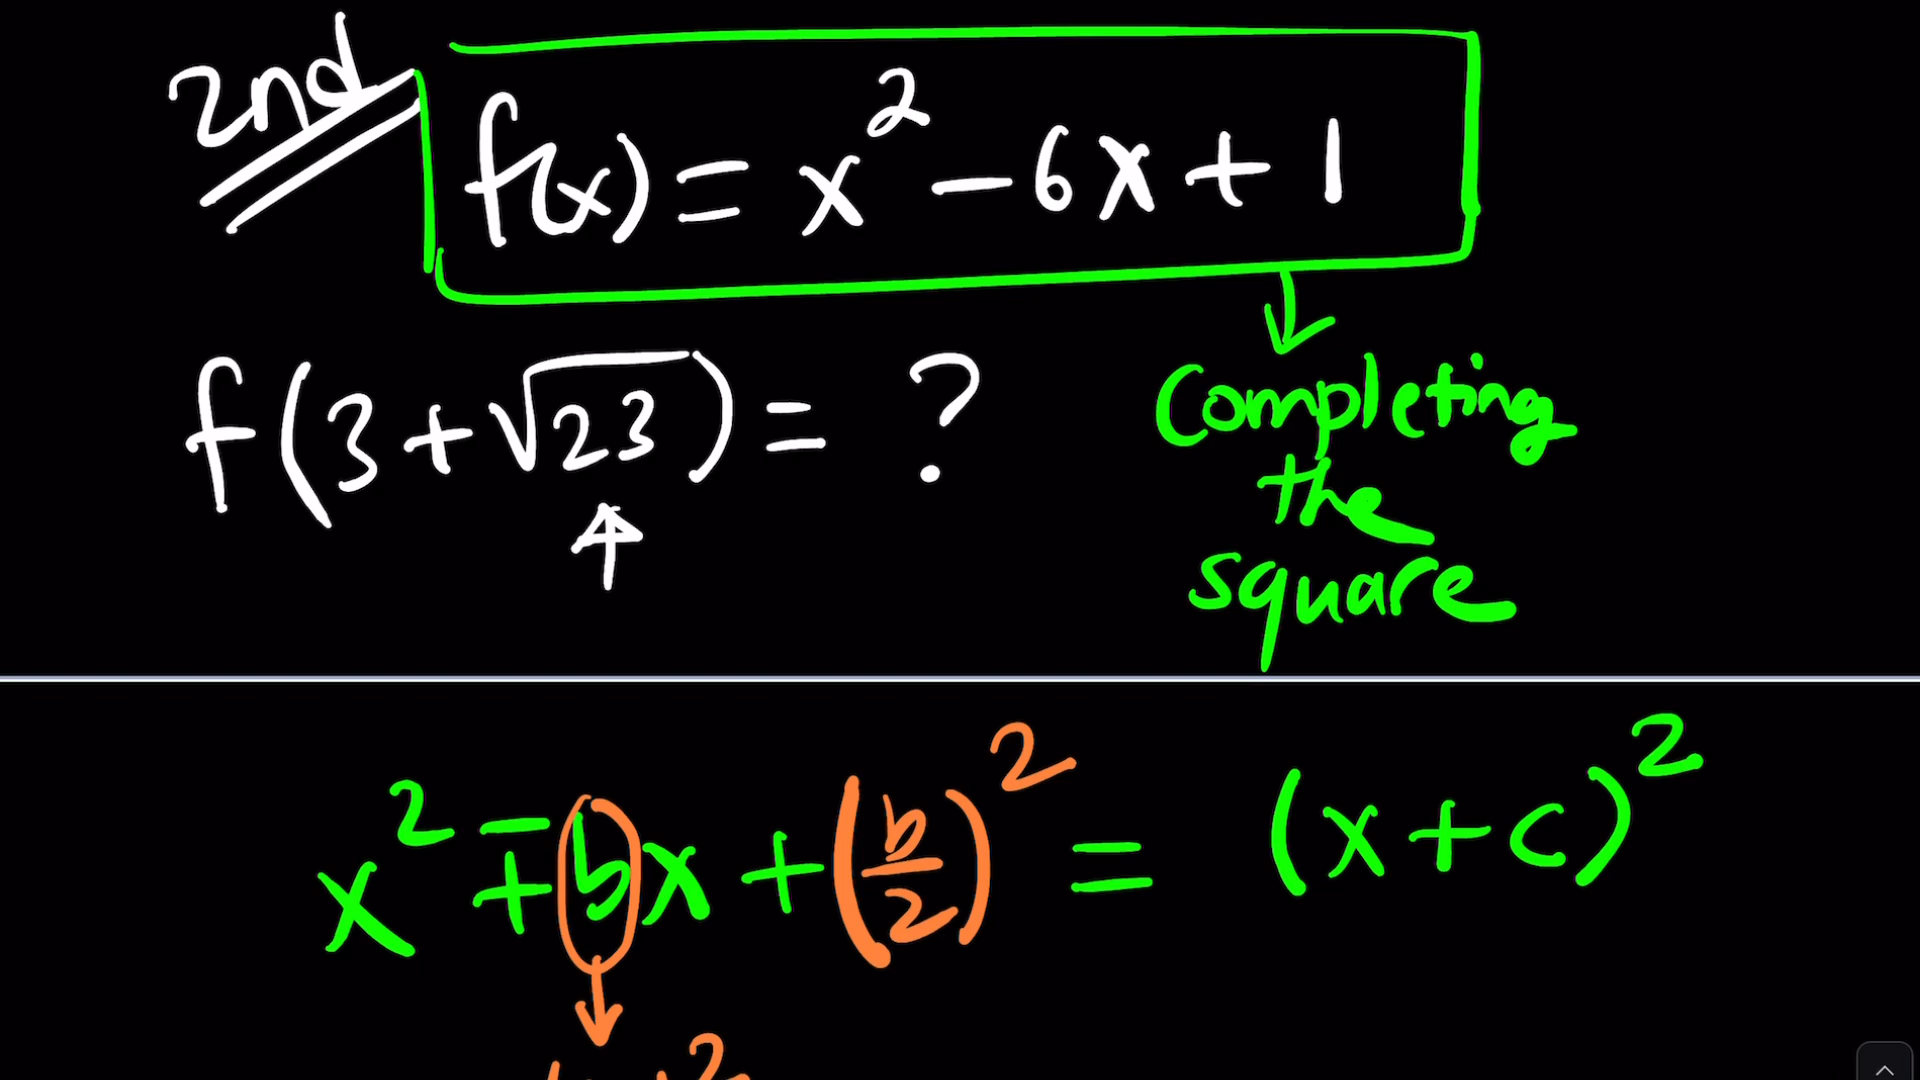 2nd f(x) = x² - 6x + 1
f(3+√23) = ?
Completing
the
square
x² ∓ bx + (b/2)² = (x + c)²